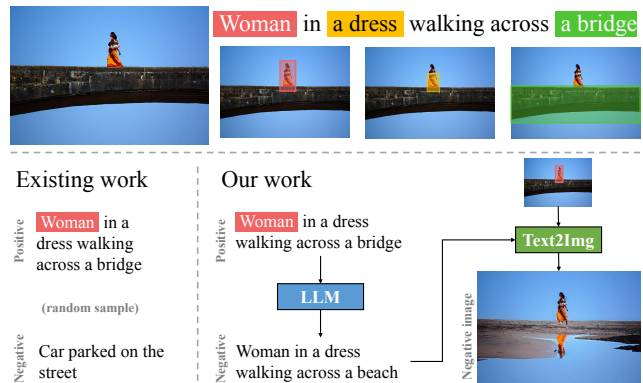 Woman in a dress walking across a bridge
Existing work
Positive
Woman in a
dress walking
across a bridge
(random sample)
Negative
Car parked on the
street
Our work
Positive
Woman in a dress
walking across a bridge
LLM
Negative
Woman in a dress
walking across a beach
Text2Img
Negative image